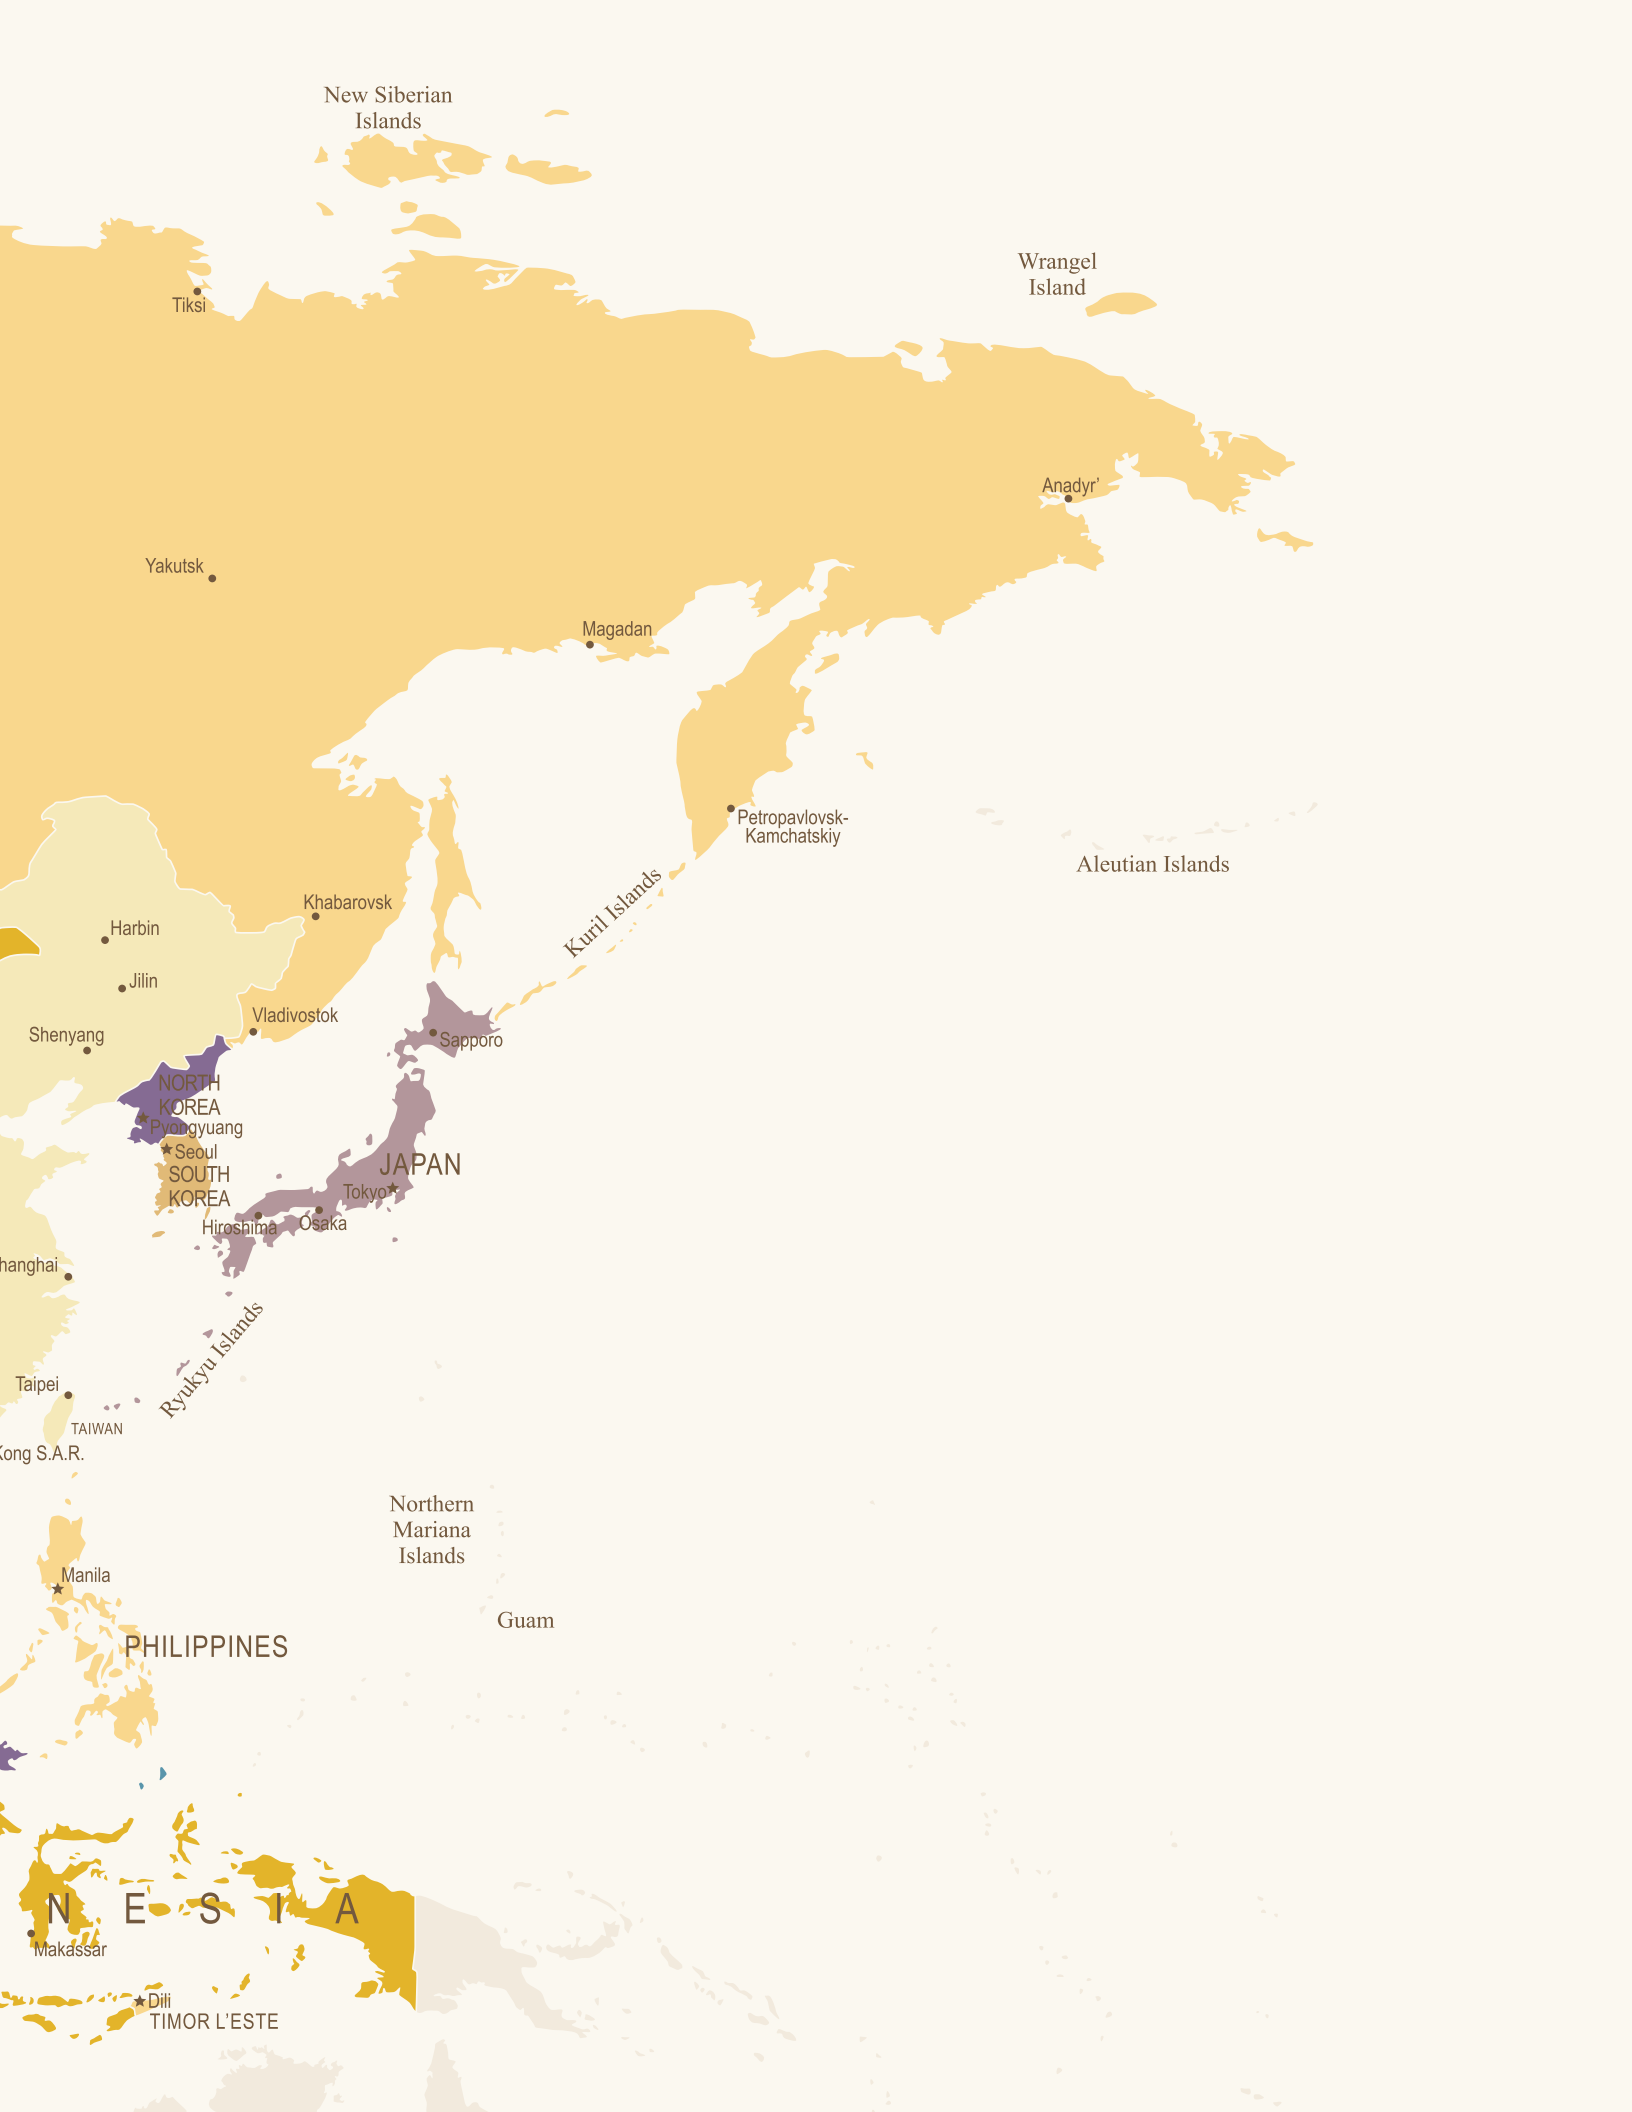 New Siberian
Islands
Wrangel
Island
Tiksi
Anadyr’
Yakutsk
Magadan
Petropavlovsk-
Kamchatskiy
Aleutian Islands
Kuril Islands
Khabarovsk
Harbin
Jilin
Vladivostok
Shenyang
Sapporo
NORTH
KOREA
Pyongyuang
Seoul
SOUTH
KOREA
JAPAN
Tokyo
Hiroshima
Osaka
hanghai
Ryukyu Islands
Taipei
TAIWAN
Kong S.A.R.
Northern
Mariana
Islands
Manila
Guam
PHILIPPINES
N E S I A
Makassar
Dili
TIMOR L’ESTE